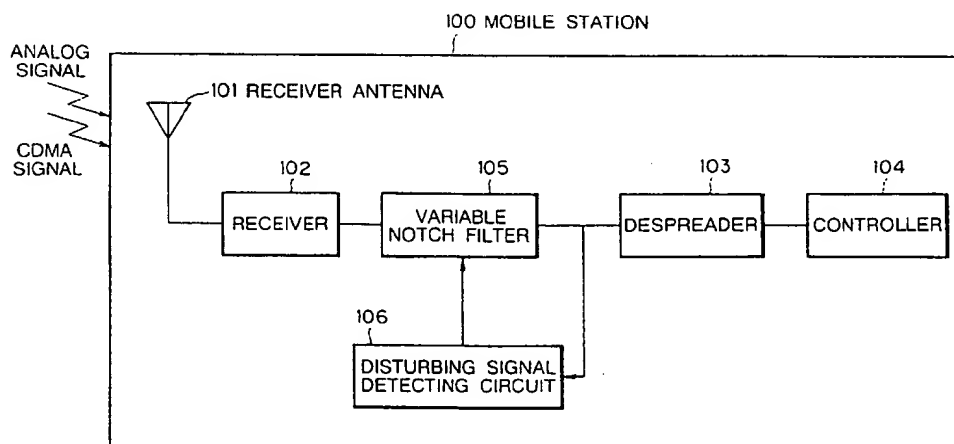 100 MOBILE STATION
ANALOG
SIGNAL
101 RECEIVER ANTENNA
CDMA
SIGNAL
102
105
103
104
RECEIVER
VARIABLE
NOTCH FILTER
DESPREADER
CONTROLLER
106
DISTURBING SIGNAL
DETECTING CIRCUIT